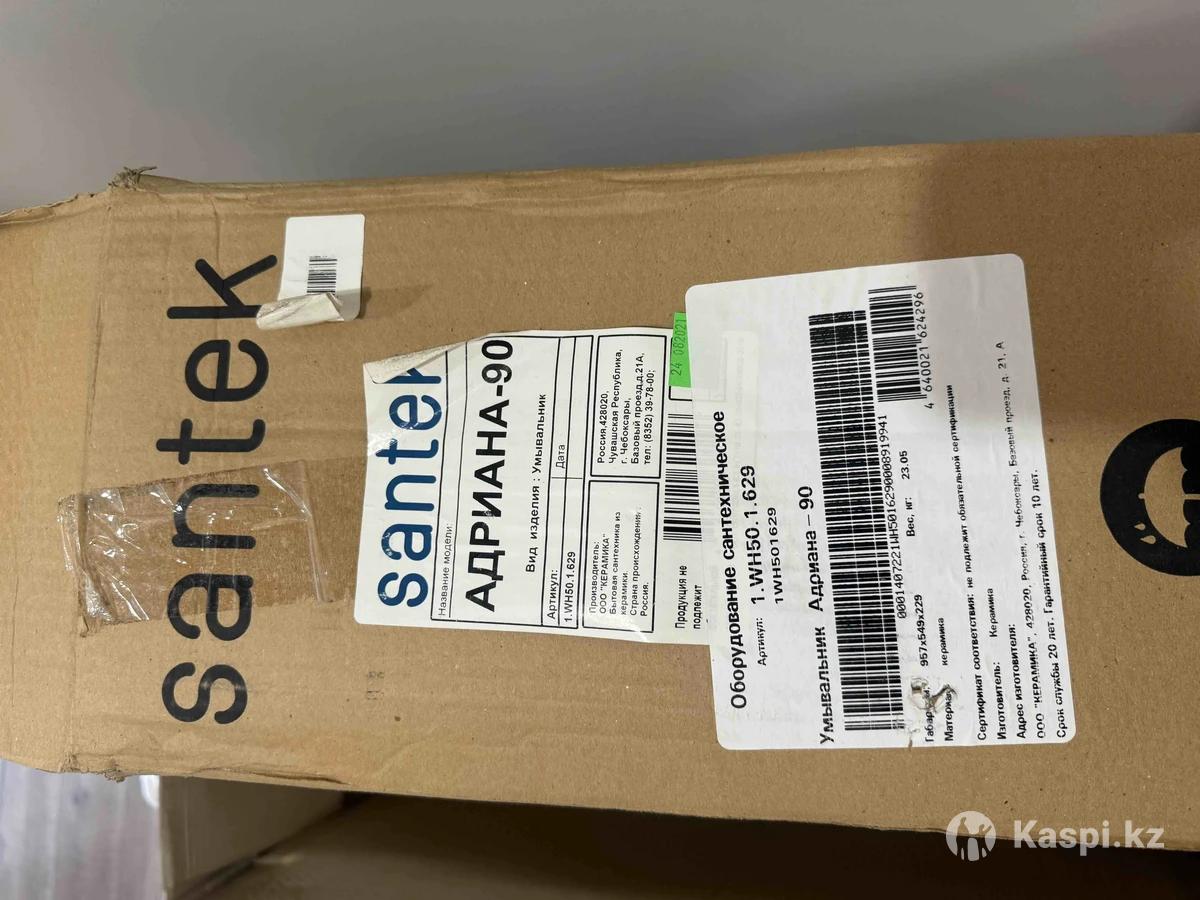 santek
santek
Название модели:
АДРИАНА-90
Вид изделия : Умывальник
Артикул:
Дата
1.WH50.1.629
Производитель:
ООО "КЕРАМИКА"
Бытовая сантехника из
керамики.
Страна происхождения:
Россия.
Россия,428020,
Чувашская Республика,
г. Чебоксары,
Базовый проезд,д.21А,
тел: (8352) 39-78-00;
Продукция не
подлежит
24 082021
Оборудование сантехническое
Артикул: 1.WH50.1.629
1WH501629
Умывальник Адриана-90
00014072211WH5016290008919941
4 640021 624296
957x549x229
Вес, кг: 23.05
Материал: керамика
Сертификат соответствия: не подлежит обязательной сертификации
Изготовитель: Керамика
Адрес изготовителя:
ООО "КЕРАМИКА", 428020, Россия, г. Чебоксары, Базовый проезд, д. 21, А
Срок службы 20 лет. Гарантийный срок 10 лет.
Kaspi.kz